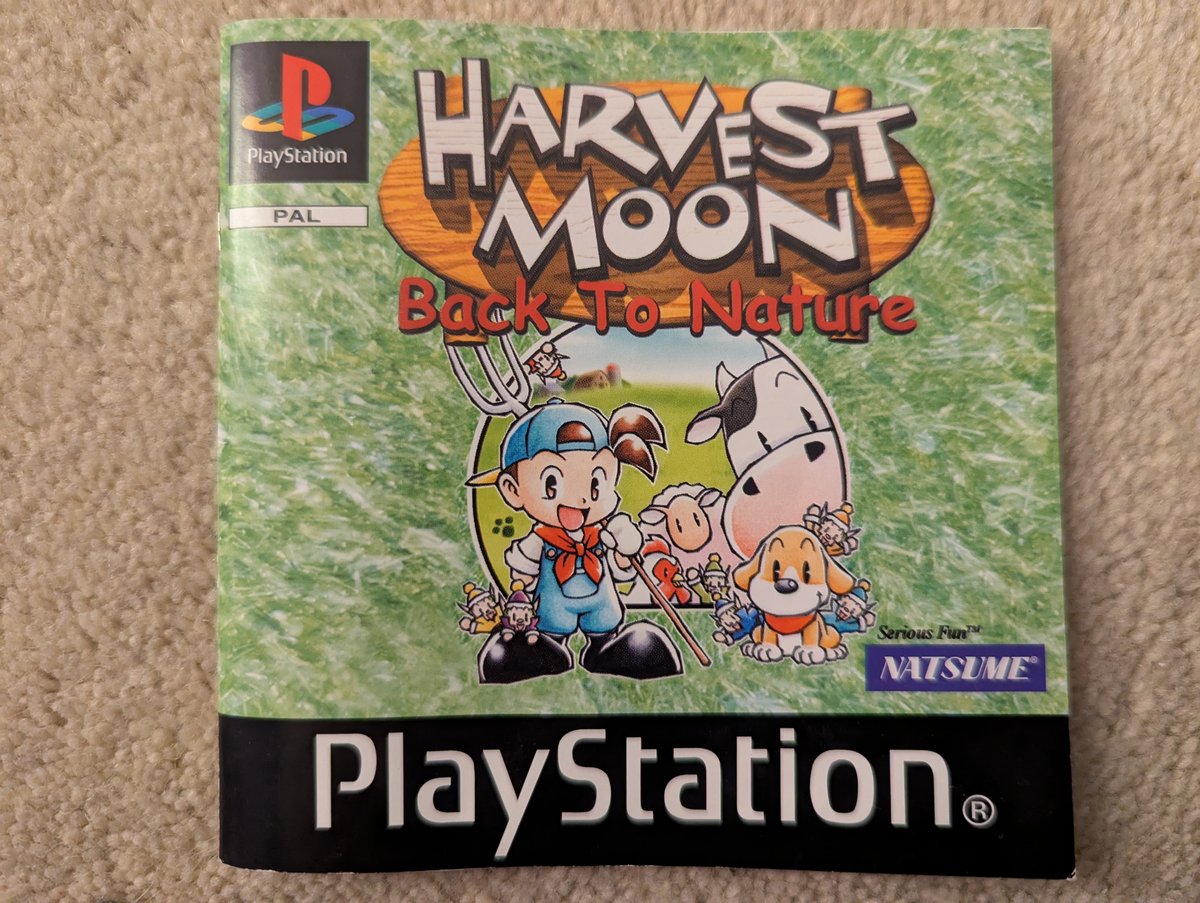 PlayStation
PAL
HARVEST
MOON
Back To Nature
Serious Fun™
NATSUME®
PlayStation®